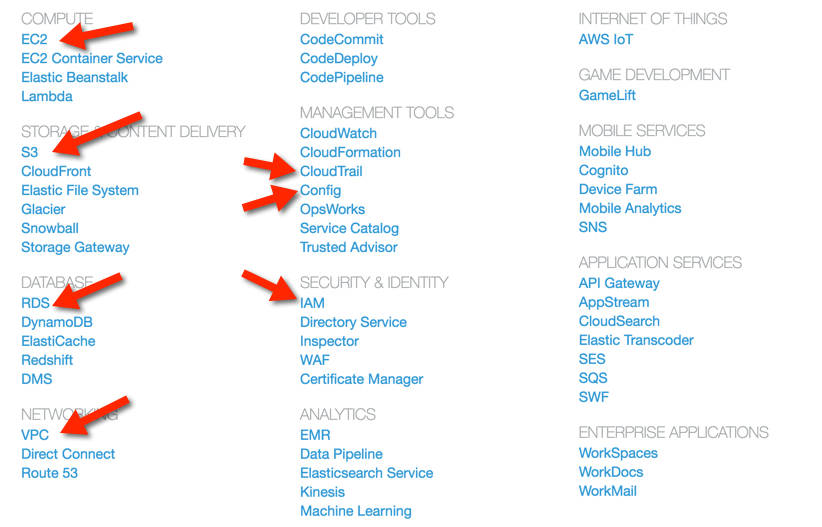 COMPUTE
EC2
EC2 Container Service
Elastic Beanstalk
Lambda
STORAGE & CONTENT DELIVERY
S3
CloudFront
Elastic File System
Glacier
Snowball
Storage Gateway
DATABASE
RDS
DynamoDB
ElastiCache
Redshift
DMS
NETWORKING
VPC
Direct Connect
Route 53
DEVELOPER TOOLS
CodeCommit
CodeDeploy
CodePipeline
MANAGEMENT TOOLS
CloudWatch
CloudFormation
CloudTrail
Config
OpsWorks
Service Catalog
Trusted Advisor
SECURITY & IDENTITY
IAM
Directory Service
Inspector
WAF
Certificate Manager
ANALYTICS
EMR
Data Pipeline
Elasticsearch Service
Kinesis
Machine Learning
INTERNET OF THINGS
AWS IoT
GAME DEVELOPMENT
GameLift
MOBILE SERVICES
Mobile Hub
Cognito
Device Farm
Mobile Analytics
SNS
APPLICATION SERVICES
API Gateway
AppStream
CloudSearch
Elastic Transcoder
SES
SQS
SWF
ENTERPRISE APPLICATIONS
WorkSpaces
WorkDocs
WorkMail